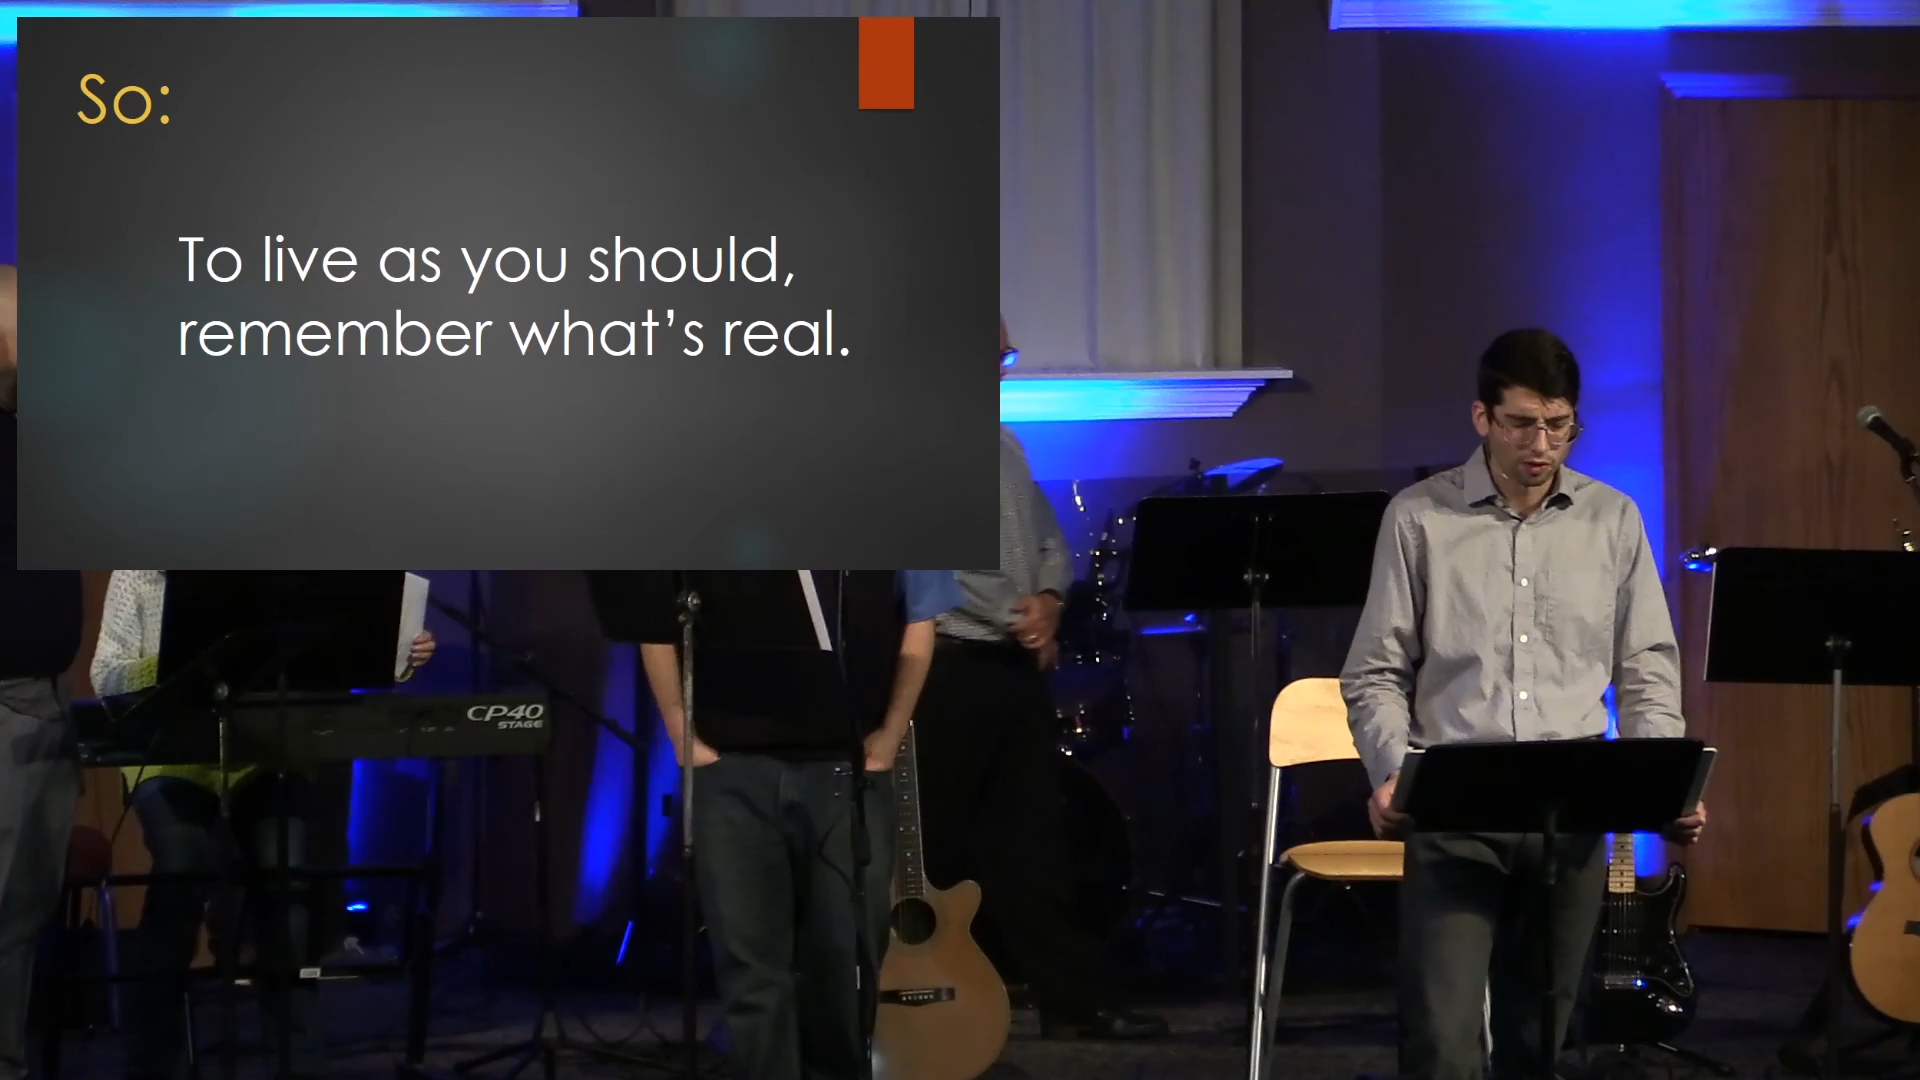 So:
To live as you should,
remember what’s real.
CP40
STAGE